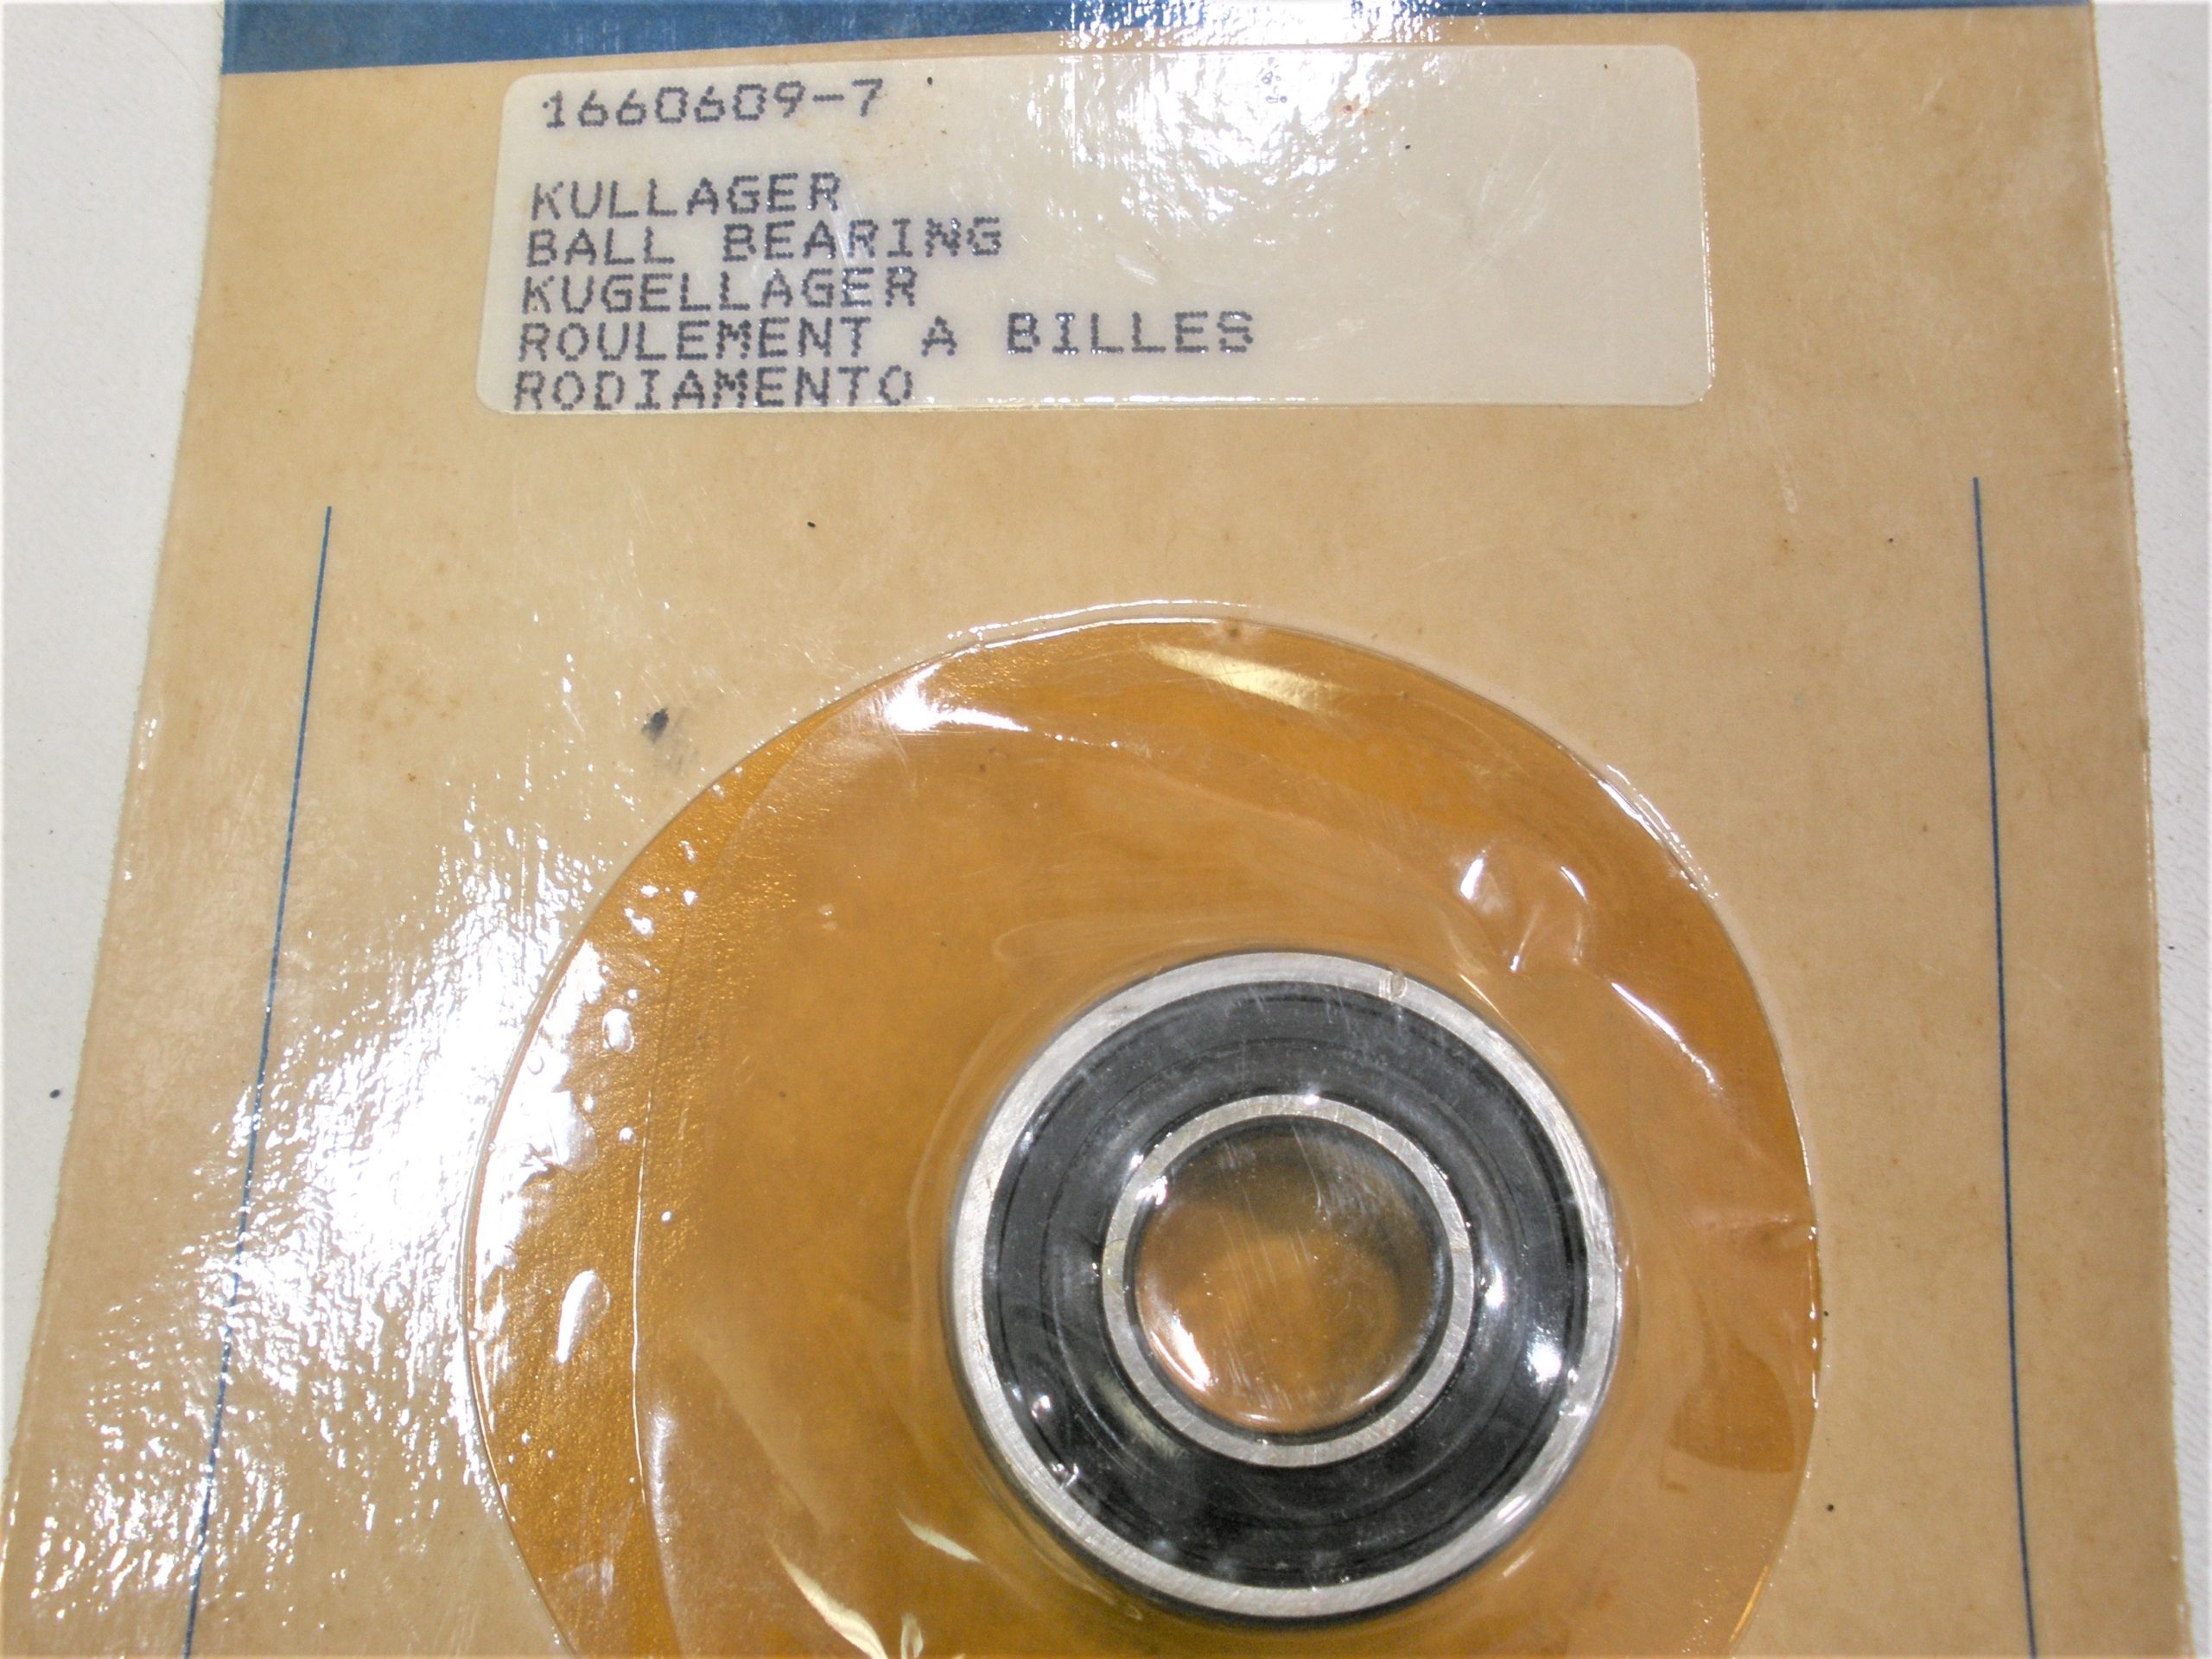 1660609-7
KULLAGER
BALL BEARING
KUGELLAGER
ROULEMENT A BILLES
RODIAMENTO